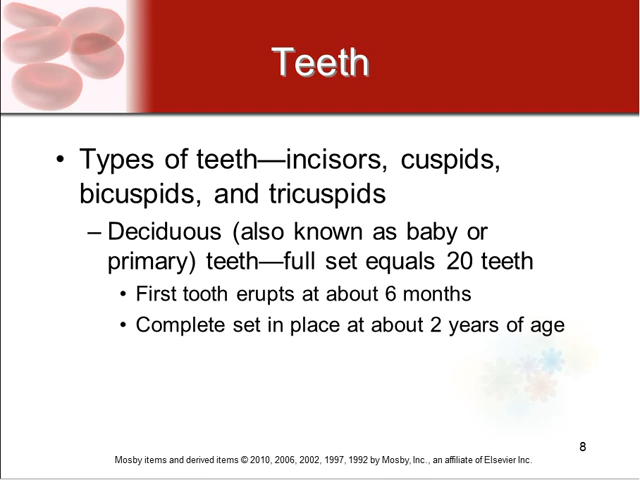 Teeth
• Types of teeth—incisors, cuspids,
bicuspids, and tricuspids
– Deciduous (also known as baby or
primary) teeth—full set equals 20 teeth
• First tooth erupts at about 6 months
• Complete set in place at about 2 years of age
8
Mosby items and derived items © 2010, 2006, 2002, 1997, 1992 by Mosby, Inc., an affiliate of Elsevier Inc.